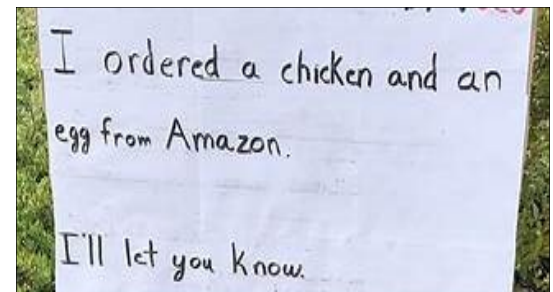 I ordered a chicken and an
egg from Amazon.
I'll let you know.